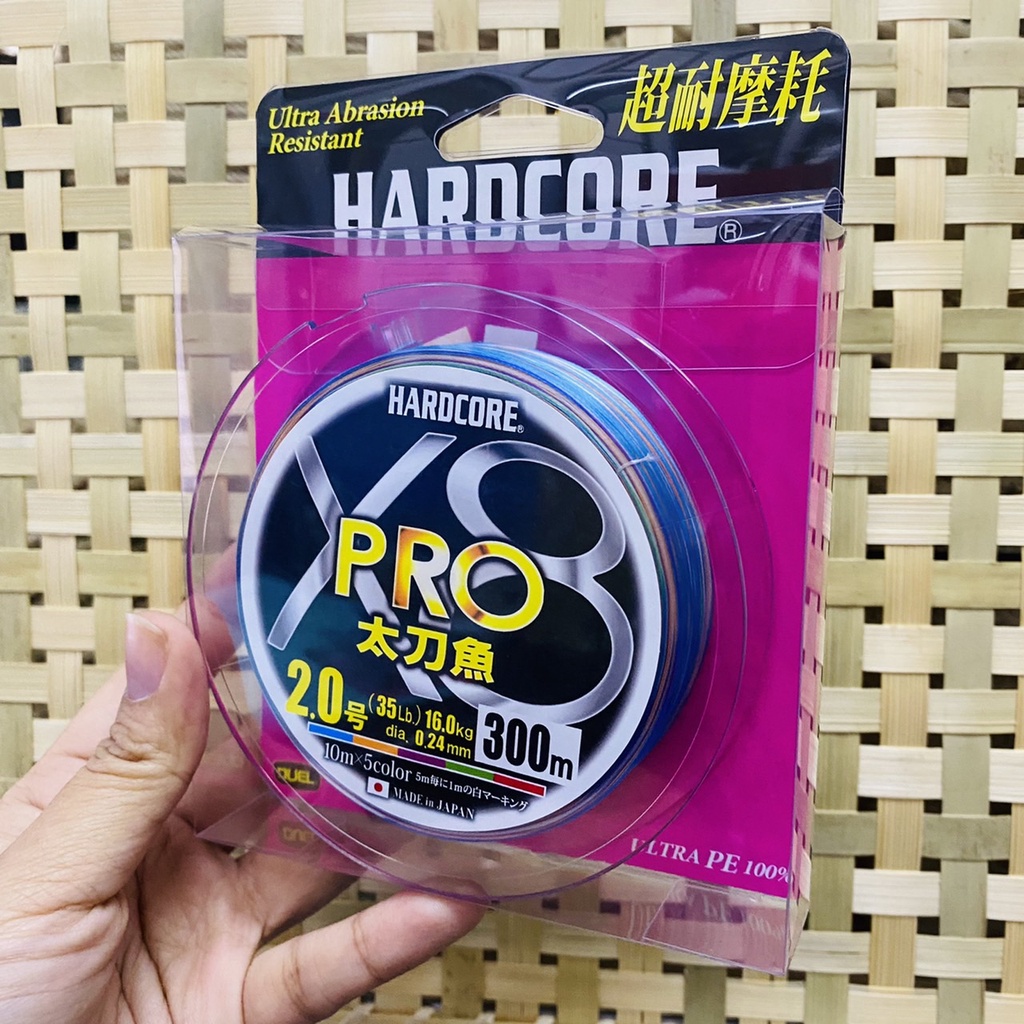 Ultra Abrasion
Resistant
超耐摩耗
HARDCORE®
HARDCORE®
X8
PRO
太刀魚
2.0号 (35Lb.) 16.0kg
dia. 0.24mm
300m
10m×5color 5m毎に1mの白マーキング
MADE in JAPAN
DUEL
ULTRA PE 100%